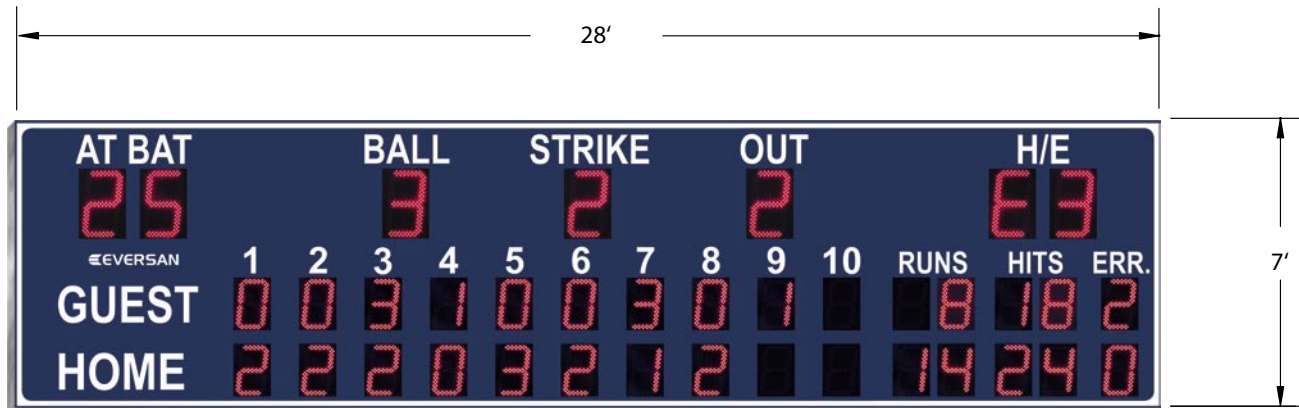 28‘
AT BAT BALL STRIKE OUT H/E
25 3 2 2 E3
EVERSAN 1 2 3 4 5 6 7 8 9 10 RUNS HITS ERR.
GUEST 0 0 3 1 0 0 3 0 1 8 18 2
HOME 2 2 2 0 3 2 1 2 14 24 0
7‘